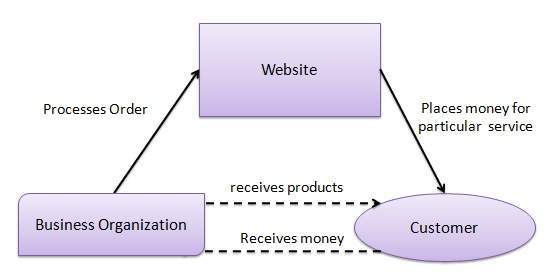 Website
Processes Order
Places money for
particular service
receives products
Business Organization
Customer
Receives money